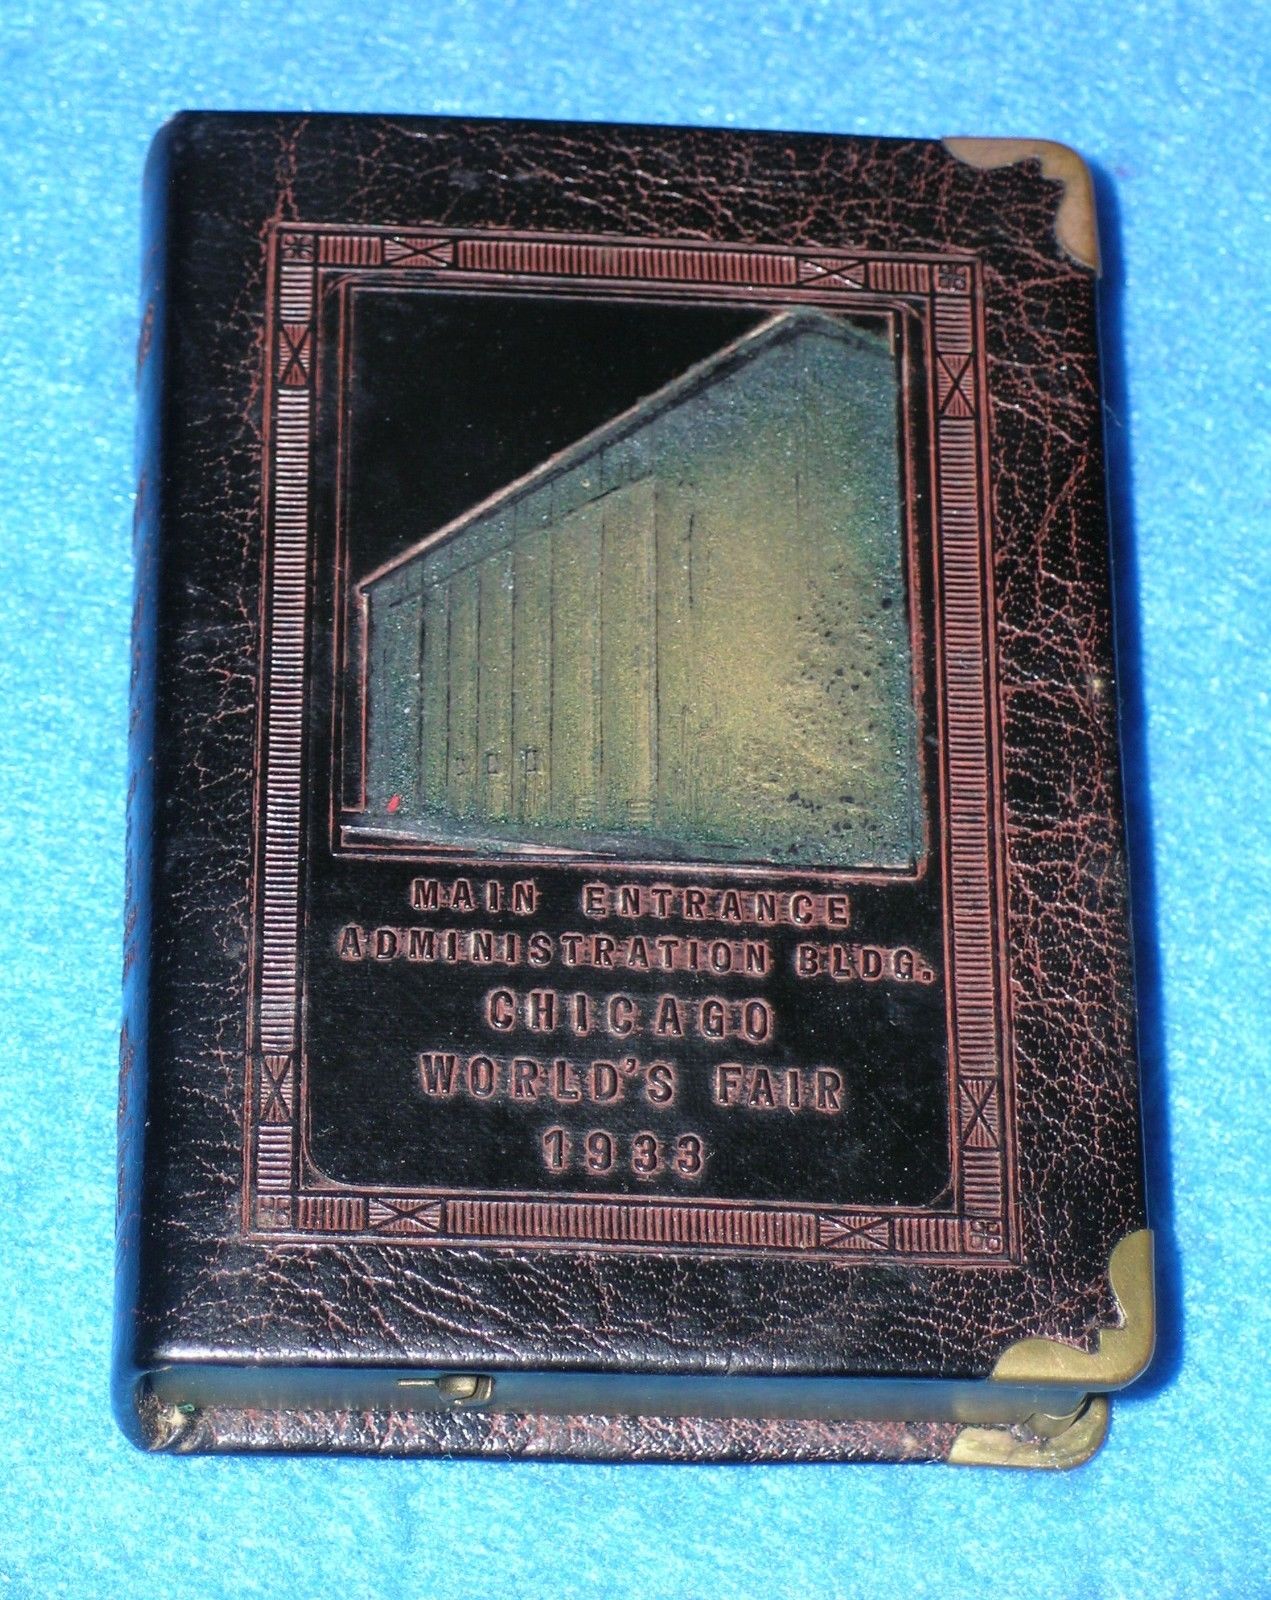 MAIN ENTRANCE
ADMINISTRATION BLDG.
CHICAGO
WORLD'S FAIR
1933